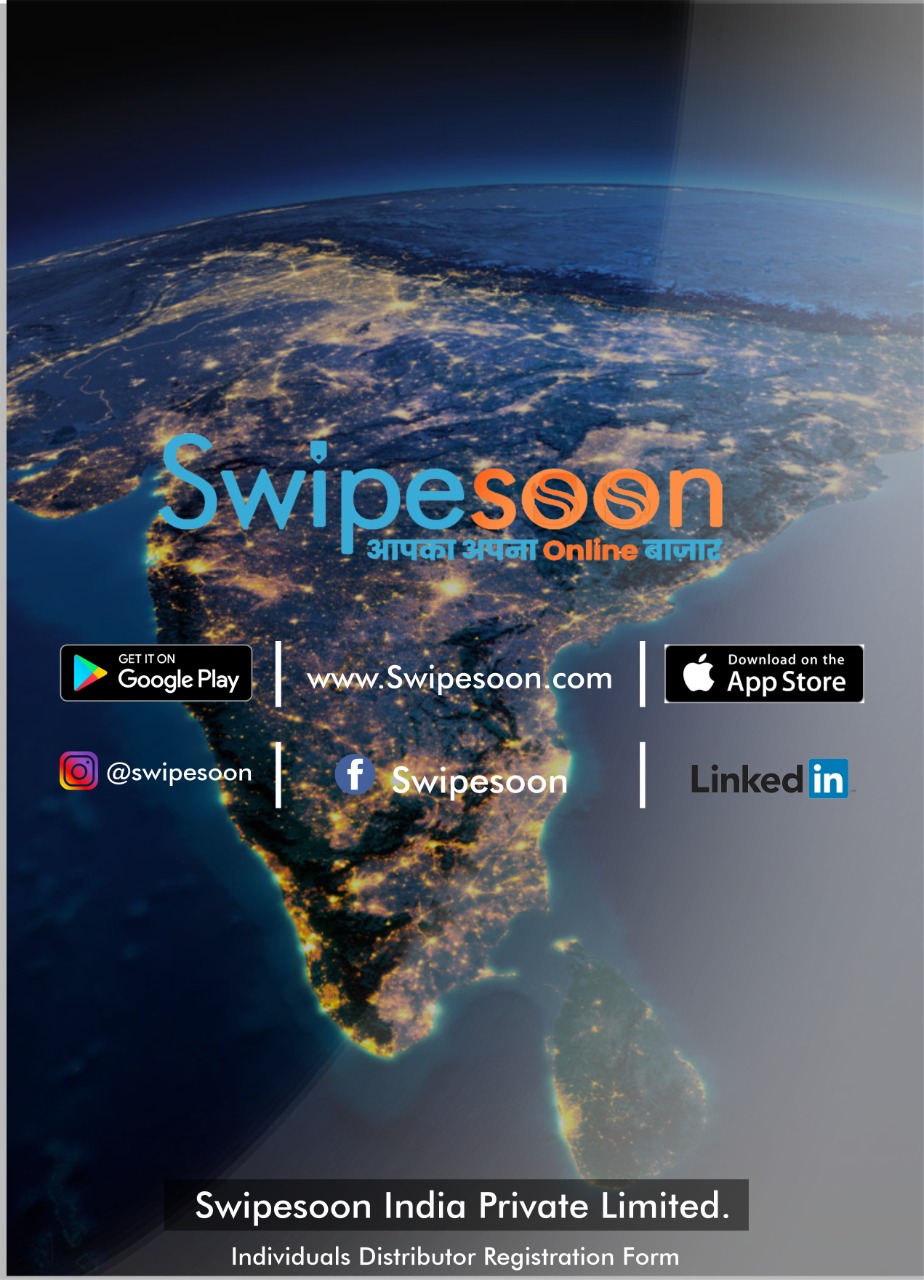 Swipesoon
आपका अपना Online बाज़ार
GET IT ON
Google Play
www.Swipesoon.com
Download on the
App Store
@swipesoon
Swipesoon
Linkedin
Swipesoon India Private Limited.
Individuals Distributor Registration Form